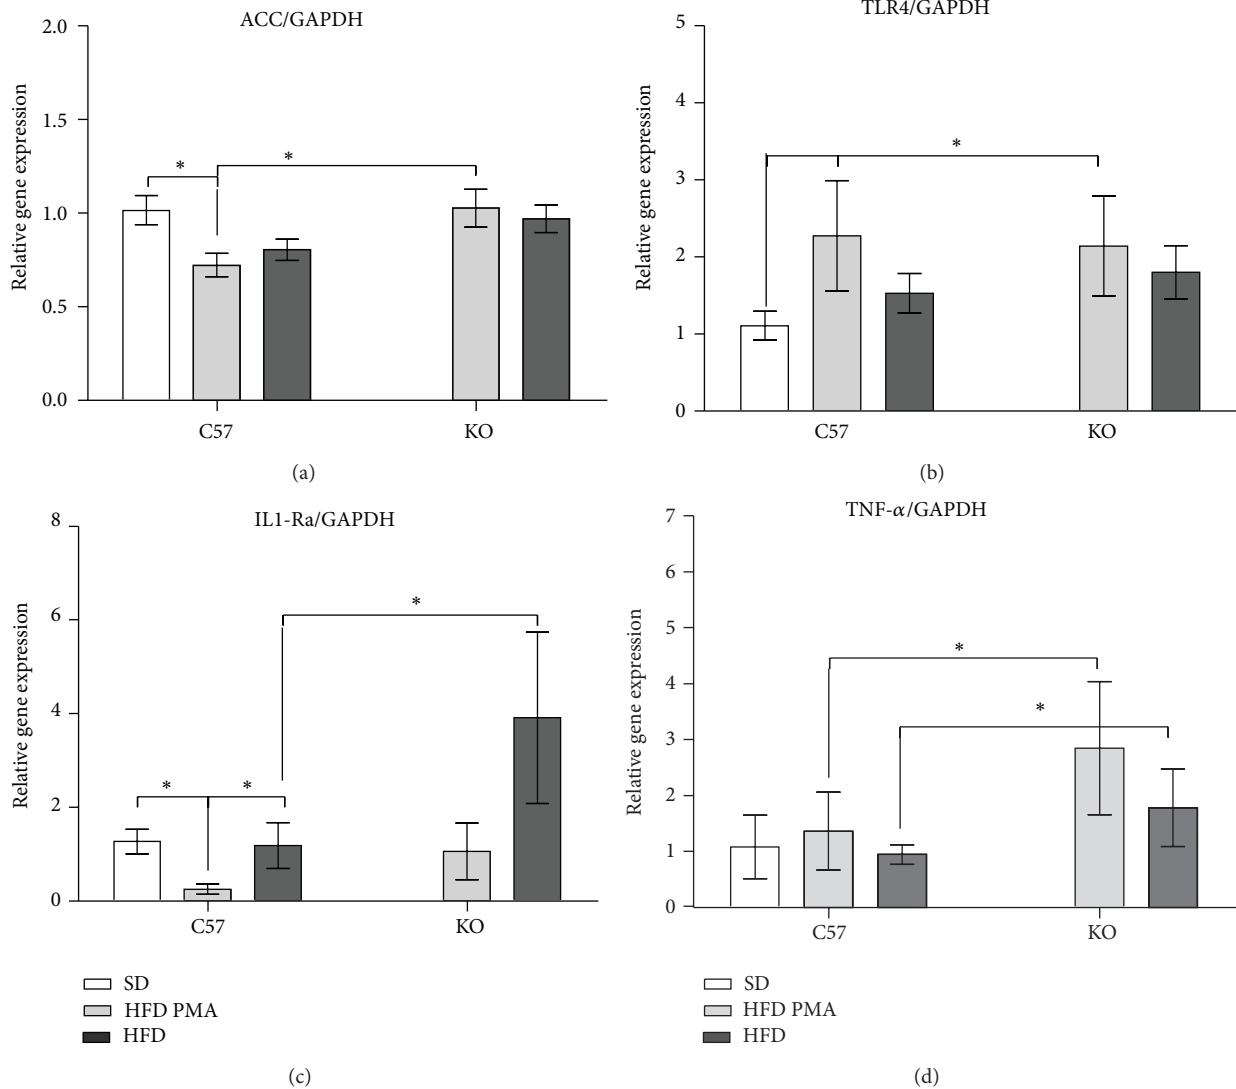 ACC/GAPDH
2.0
1.5
1.0
0.5
0.0
Relative gene expression
*
*
C57
KO
(a)
TLR4/GAPDH
5
4
3
2
1
0
Relative gene expression
*
C57
KO
(b)
IL1-Ra/GAPDH
8
6
4
2
0
Relative gene expression
*
*
*
C57
KO
SD
HFD PMA
HFD
(c)
TNF-α/GAPDH
7
6
5
4
3
2
1
0
Relative gene expression
*
*
C57
KO
SD
HFD PMA
HFD
(d)